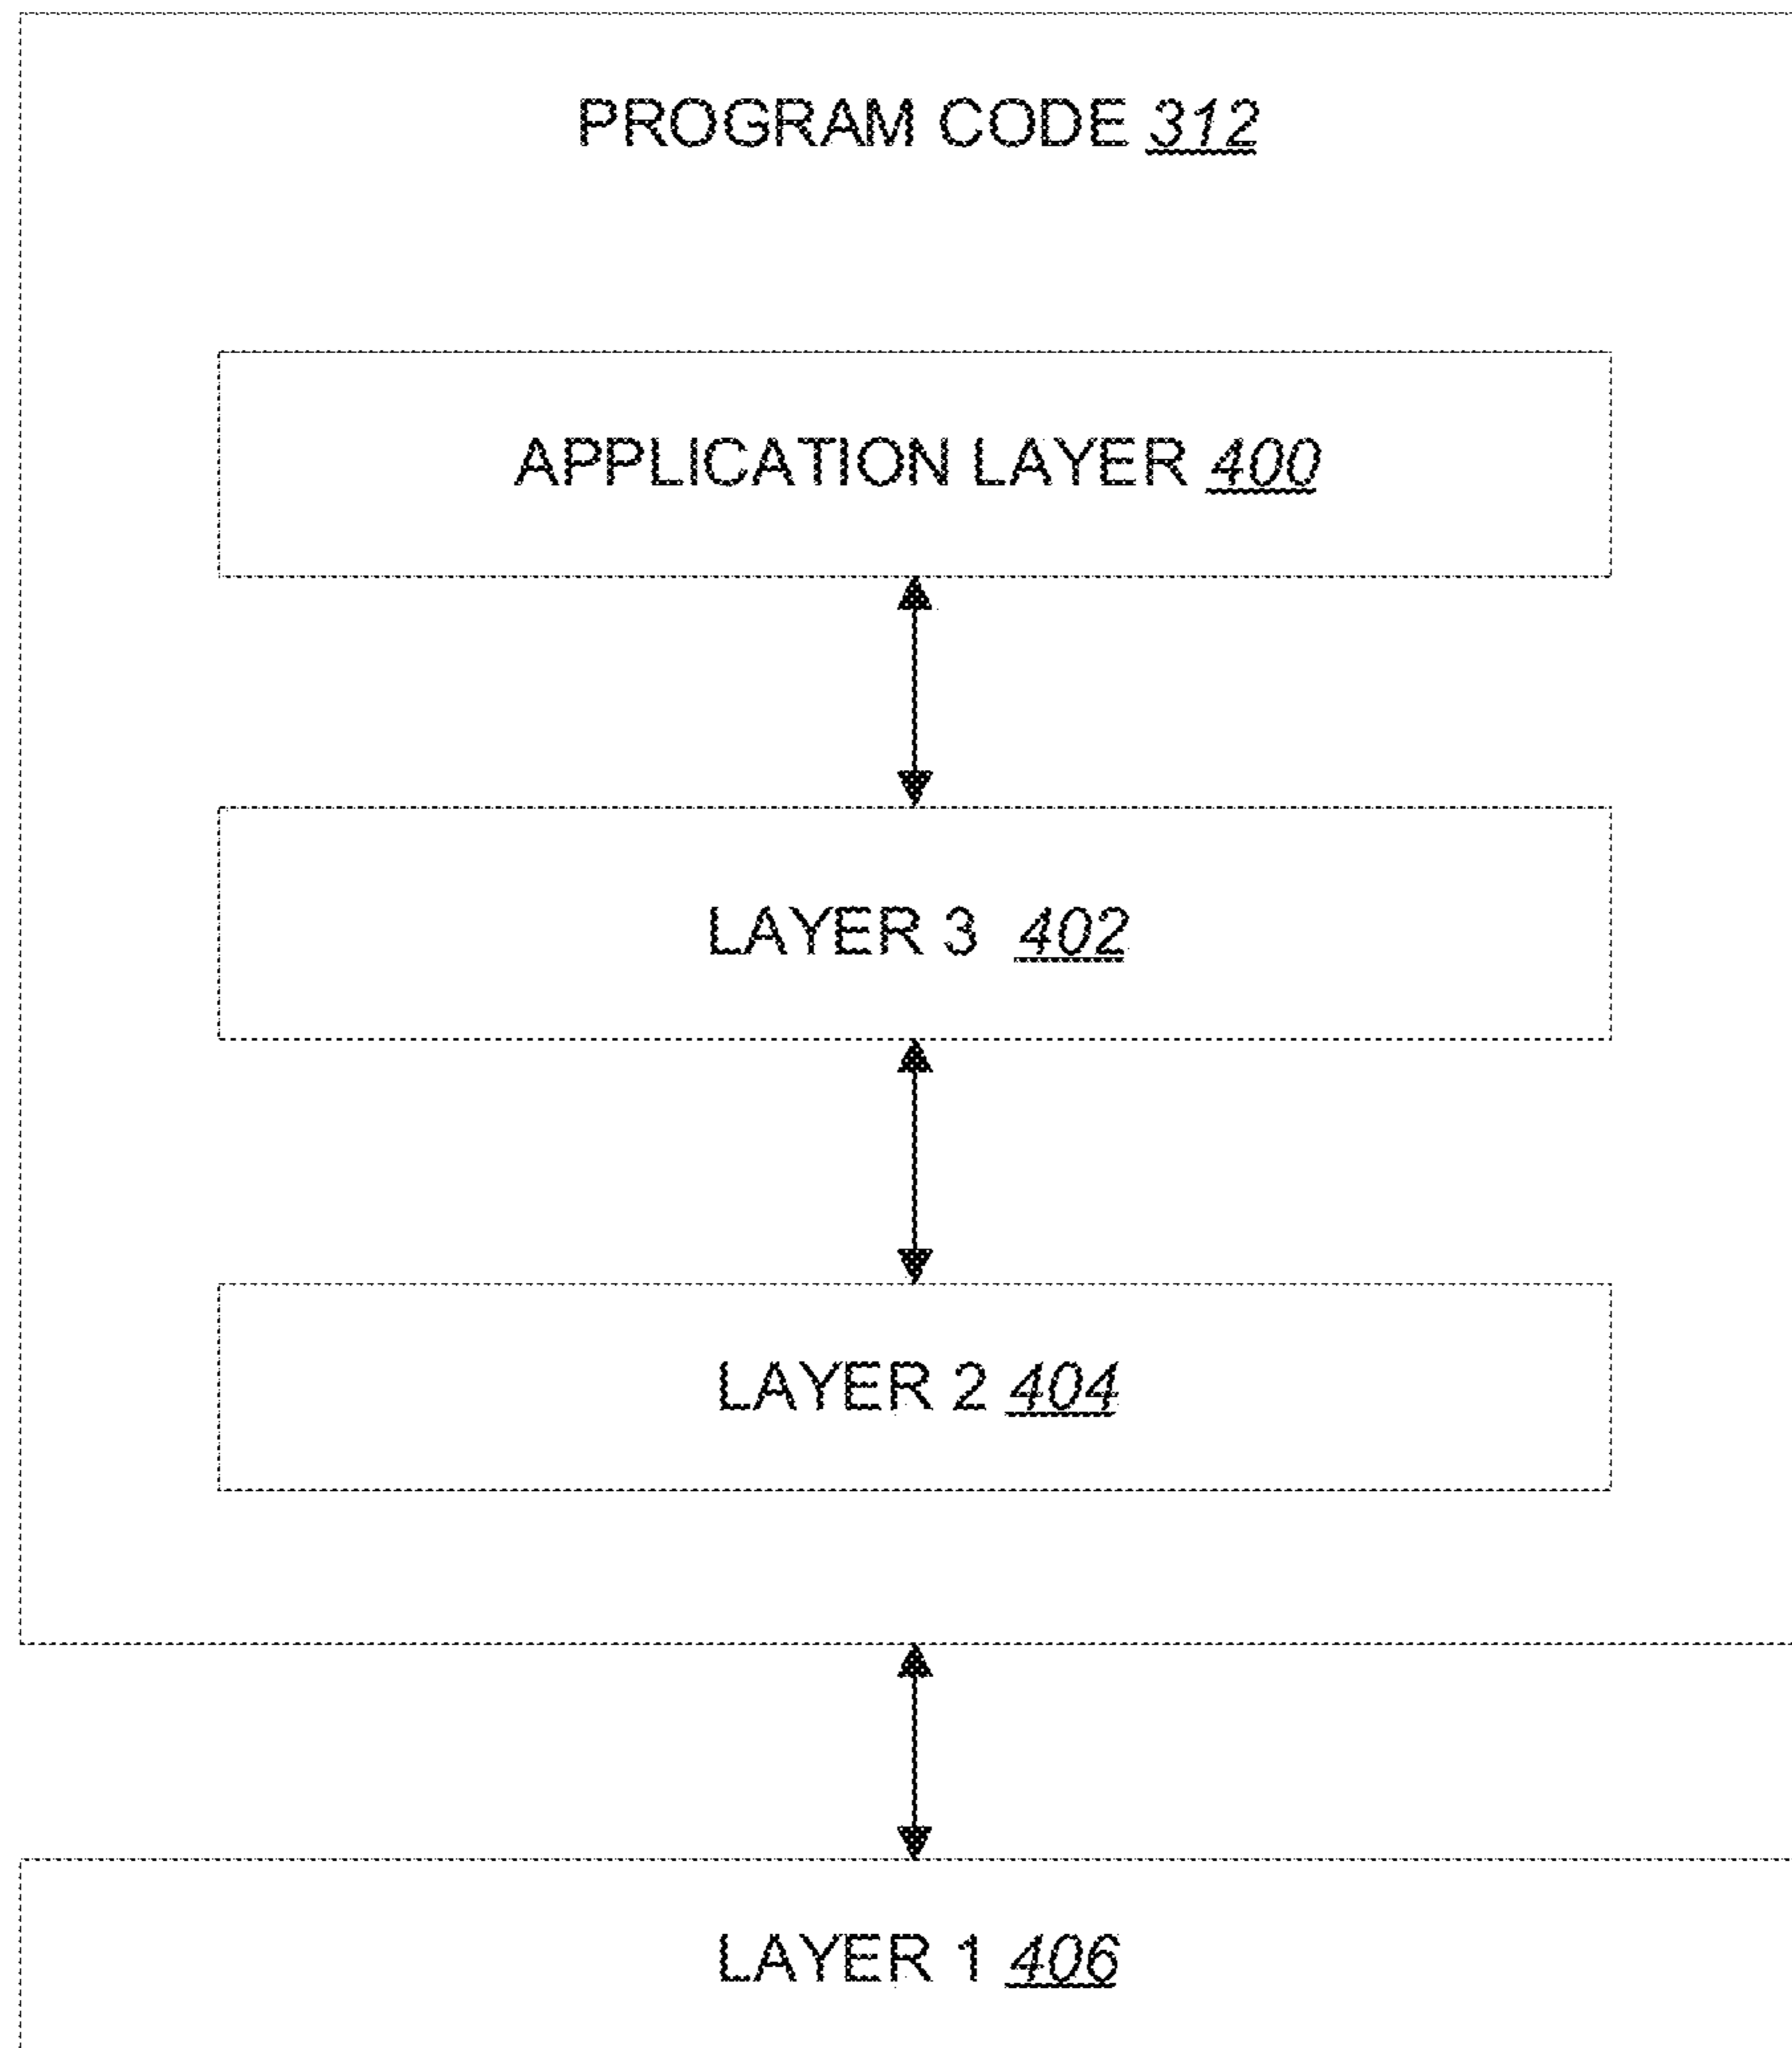 PROGRAM CODE 312
APPLICATION LAYER 400
LAYER 3 402
LAYER 2 404
LAYER 1 406